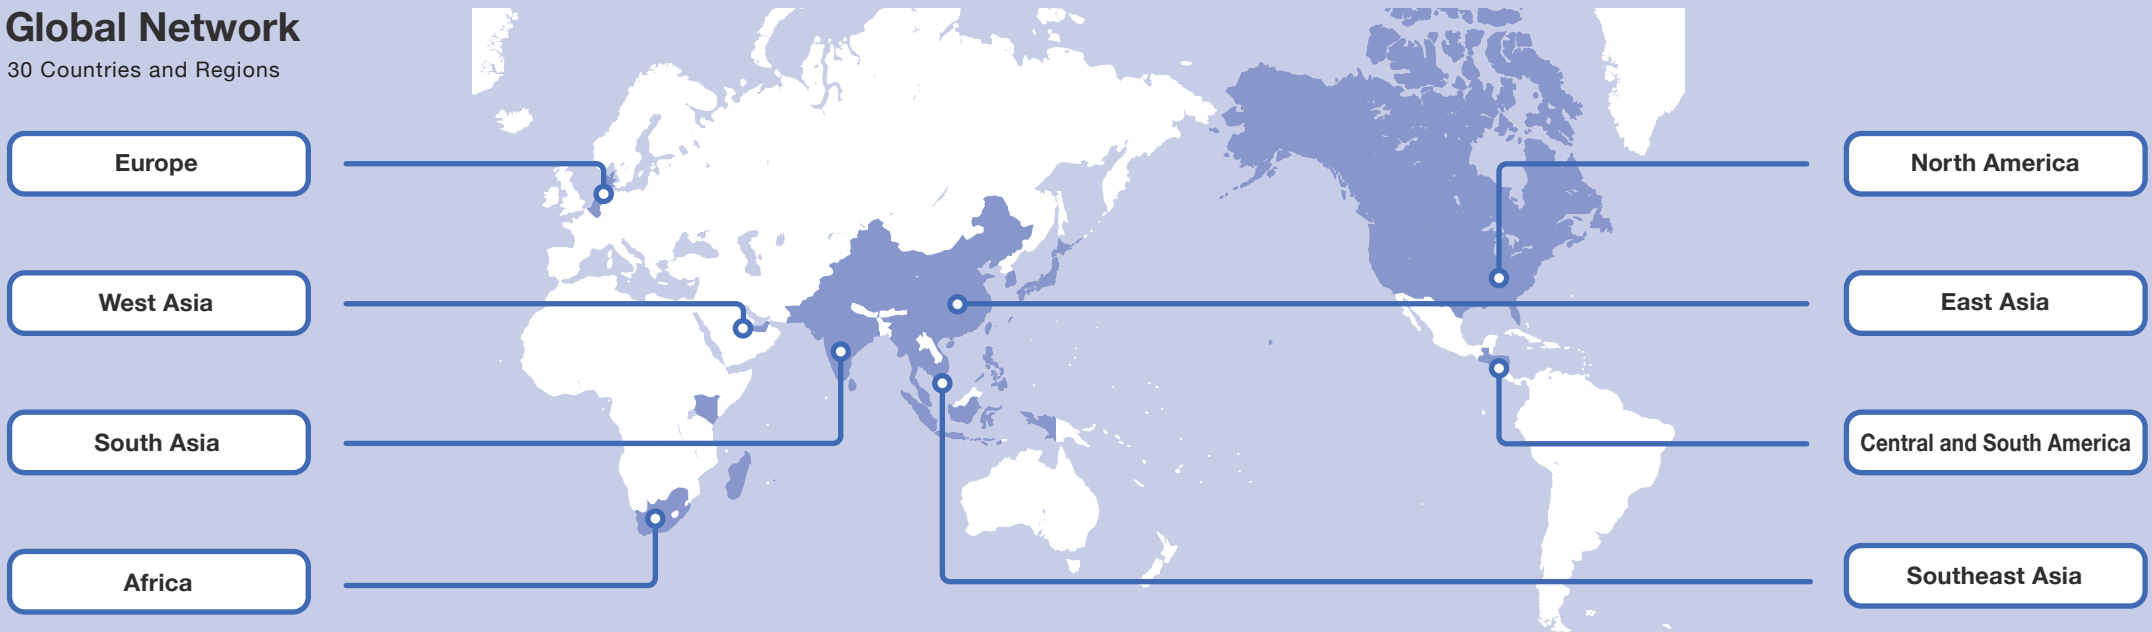 Global Network
30 Countries and Regions
Europe
West Asia
South Asia
Africa
North America
East Asia
Central and South America
Southeast Asia